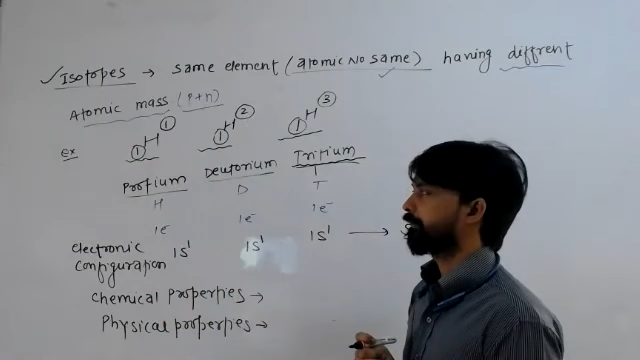 ✓ Isotopes → same element (atomic No same) having diffrent
Atomic mass (P+n)
ex 1H1 1H2 1H3
Protium Deutorium Tritium
H D T
1e⁻ 1e⁻ 1e⁻
electronic configuration 1s¹ 1s¹ 1s¹ → S
chemical properties →
Physical properties →